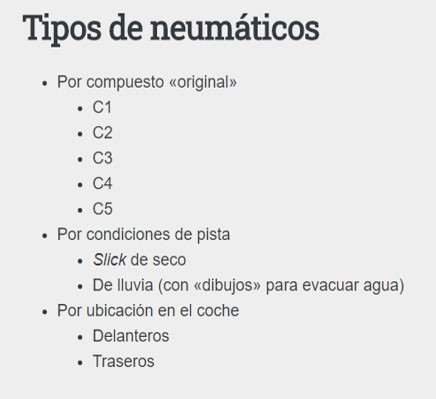 Tipos de neumáticos
• Por compuesto «original»
• C1
• C2
• C3
• C4
• C5
• Por condiciones de pista
• Slick de seco
• De lluvia (con «dibujos» para evacuar agua)
• Por ubicación en el coche
• Delanteros
• Traseros